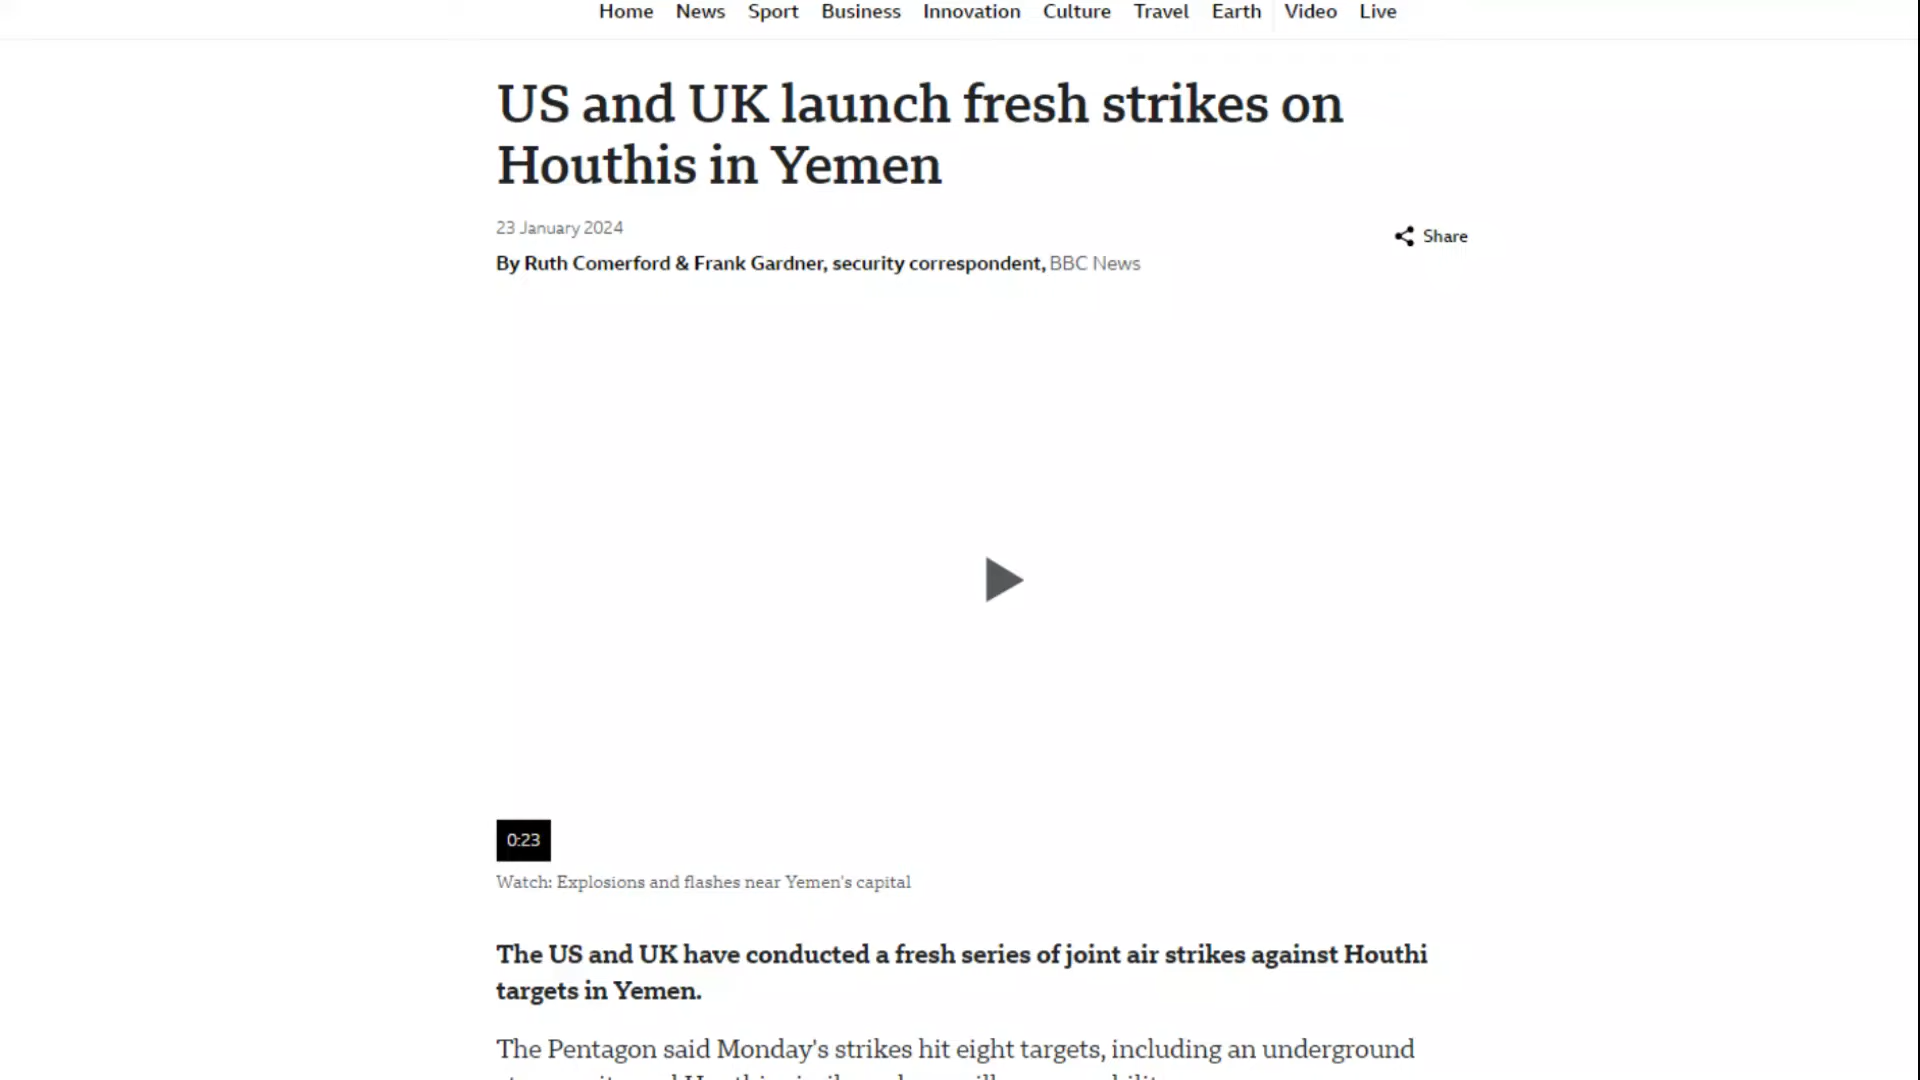 Home News Sport Business Innovation Culture Travel Earth Video Live
US and UK launch fresh strikes on
Houthis in Yemen
23 January 2024
Share
By Ruth Comerford & Frank Gardner, security correspondent, BBC News
0:23
Watch: Explosions and flashes near Yemen's capital
The US and UK have conducted a fresh series of joint air strikes against Houthi
targets in Yemen.
The Pentagon said Monday's strikes hit eight targets, including an underground